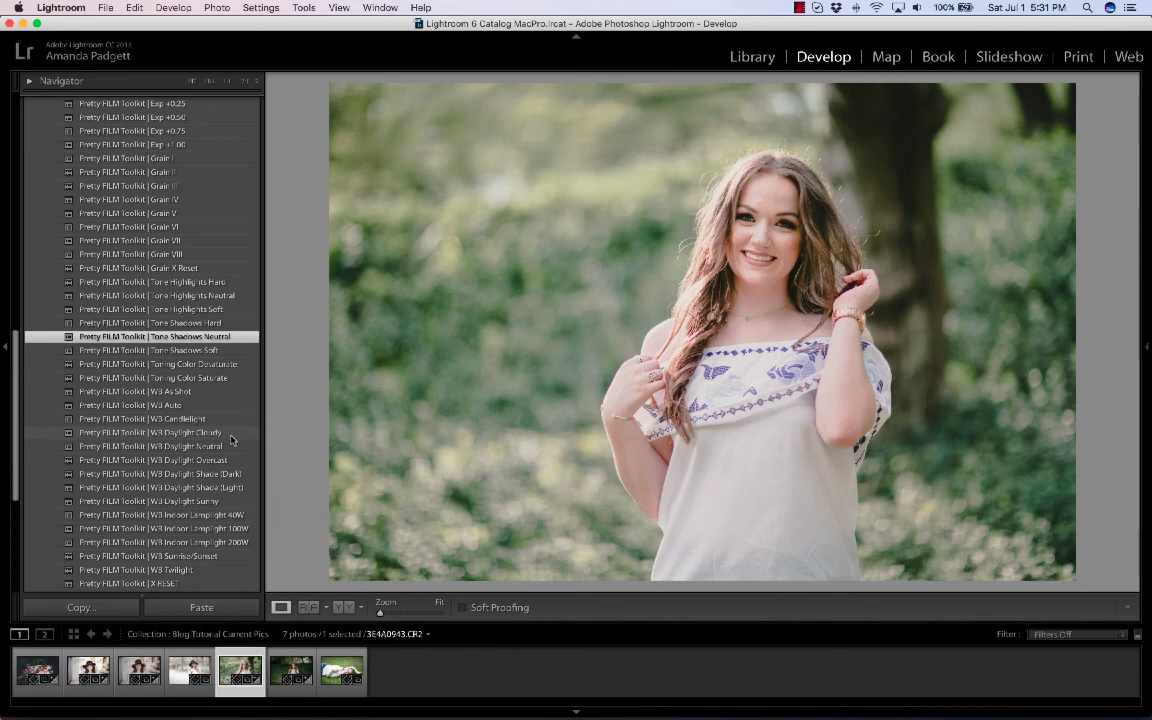 Lightroom File Edit Develop Photo Settings Tools View Window Help 100% Sat Jul 1 5:31 PM
Lightroom 6 Catalog MacPro.lrcat - Adobe Photoshop Lightroom - Develop
Lr Adobe Lightroom CC 2015
Amanda Padgett
Library | Develop | Map | Book | Slideshow | Print | Web
Navigator
Pretty FILM Toolkit | Exp +0.25
Pretty FILM Toolkit | Exp +0.50
Pretty FILM Toolkit | Exp +0.75
Pretty FILM Toolkit | Exp +1.00
Pretty FILM Toolkit | Grain I
Pretty FILM Toolkit | Grain II
Pretty FILM Toolkit | Grain III
Pretty FILM Toolkit | Grain IV
Pretty FILM Toolkit | Grain V
Pretty FILM Toolkit | Grain VI
Pretty FILM Toolkit | Grain VII
Pretty FILM Toolkit | Grain VIII
Pretty FILM Toolkit | Grain X Reset
Pretty FILM Toolkit | Tone Highlights Hard
Pretty FILM Toolkit | Tone Highlights Neutral
Pretty FILM Toolkit | Tone Highlights Soft
Pretty FILM Toolkit | Tone Shadows Hard
Pretty FILM Toolkit | Tone Shadows Neutral
Pretty FILM Toolkit | Tone Shadows Soft
Pretty FILM Toolkit | Toning Color Desaturate
Pretty FILM Toolkit | Toning Color Saturate
Pretty FILM Toolkit | WB As Shot
Pretty FILM Toolkit | WB Auto
Pretty FILM Toolkit | WB Candlelight
Pretty FILM Toolkit | WB Daylight Cloudy
Pretty FILM Toolkit | WB Daylight Neutral
Pretty FILM Toolkit | WB Daylight Overcast
Pretty FILM Toolkit | WB Daylight Shade (Dark)
Pretty FILM Toolkit | WB Daylight Shade (Light)
Pretty FILM Toolkit | WB Daylight Sunny
Pretty FILM Toolkit | WB Indoor Lamplight 40W
Pretty FILM Toolkit | WB Indoor Lamplight 100W
Pretty FILM Toolkit | WB Indoor Lamplight 200W
Pretty FILM Toolkit | WB Sunrise/Sunset
Pretty FILM Toolkit | WB Twilight
Pretty FILM Toolkit | X RESET
Copy... Paste R A Y Y Zoom Fit Soft Proofing
1 2 Collection : Blog Tutorial Current Pics 7 photos /1 selected /3E4A0943.CR2 Filter : Filters Off